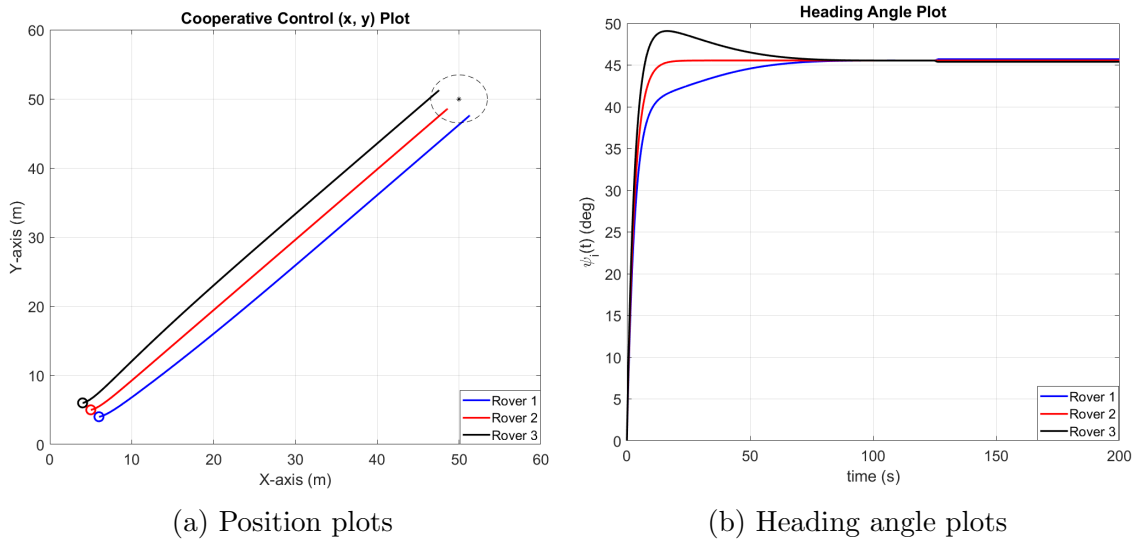 Cooperative Control (x, y) Plot
60
50
40
30
20
10
0
Y-axis (m)
0 10 20 30 40 50 60
X-axis (m)
Rover 1
Rover 2
Rover 3
(a) Position plots
Heading Angle Plot
50
45
40
35
30
25
20
15
10
5
0
ψi(t) (deg)
0 50 100 150 200
time (s)
Rover 1
Rover 2
Rover 3
(b) Heading angle plots